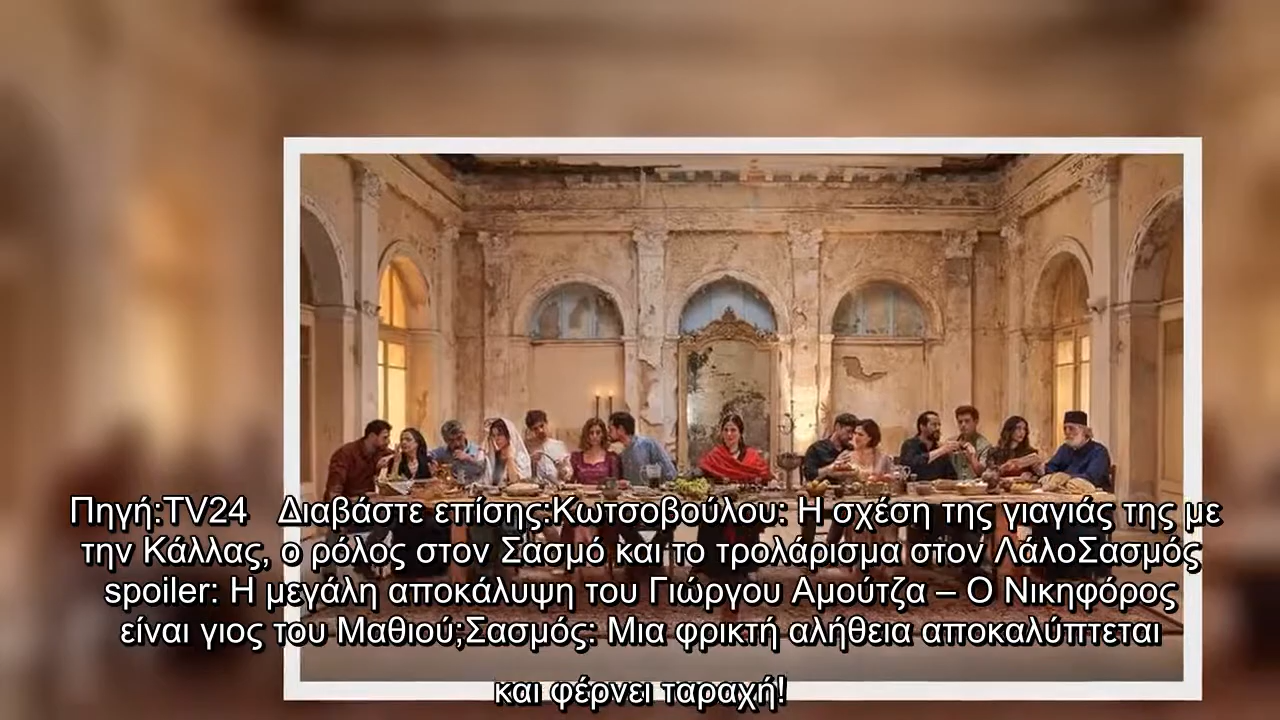 Πηγή:TV24   Διαβάστε επίσης:Κωτσοβούλου: Η σχέση της γιαγιάς της με
την Κάλλας, ο ρόλος στον Σασμό και το τρολάρισμα στον ΛάλοΣασμός
spoiler: Η μεγάλη αποκάλυψη του Γιώργου Αμούτζα – Ο Νικηφόρος
είναι γιος του Μαθιού;Σασμός: Μια φρικτή αλήθεια αποκαλύπτεται
και φέρνει ταραχή!